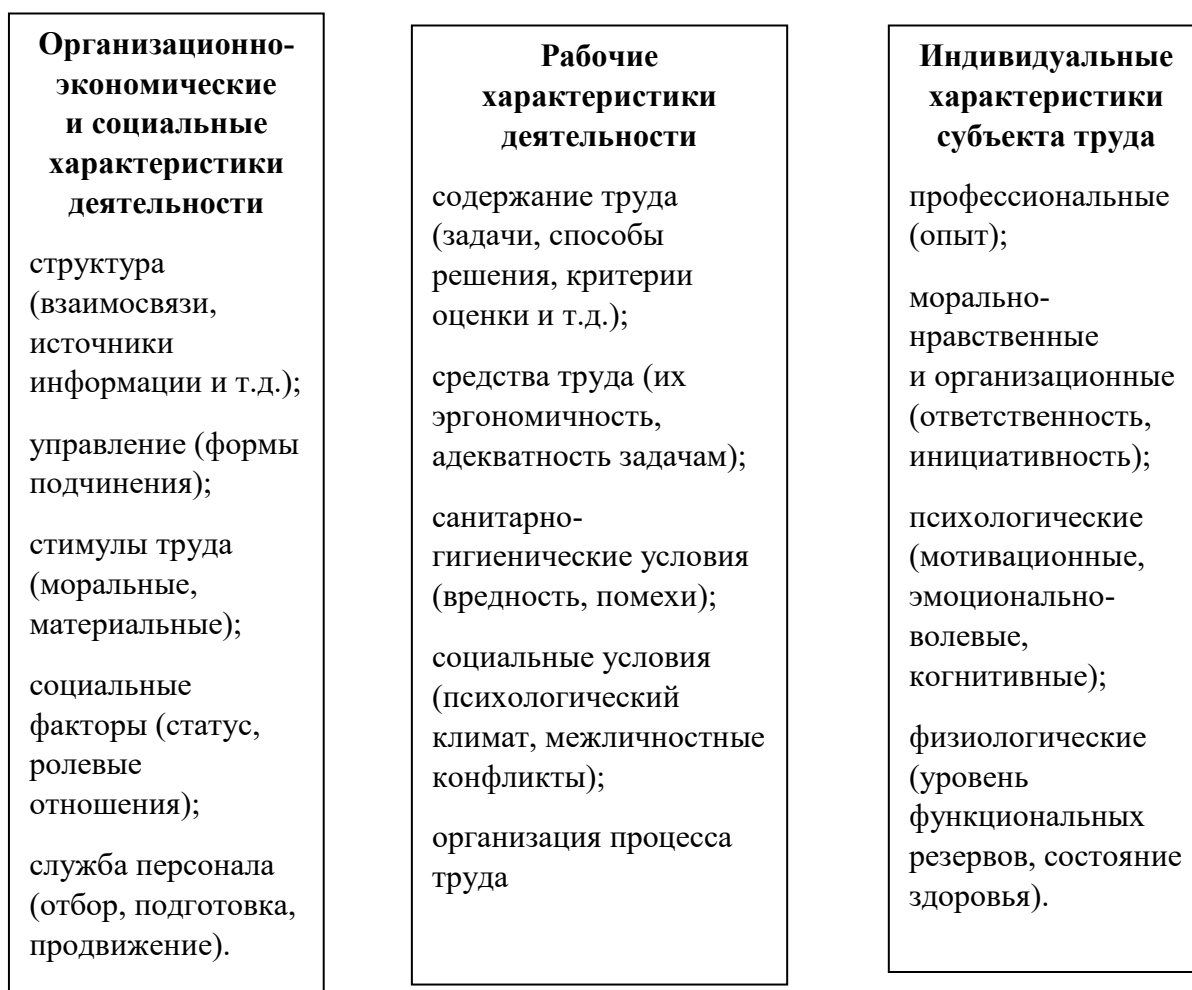 Организационно-
экономические
и социальные
характеристики
деятельности
структура
(взаимосвязи,
источники
информации и т.д.);
управление (формы
подчинения);
стимулы труда
(моральные,
материальные);
социальные
факторы (статус,
ролевые
отношения);
служба персонала
(отбор, подготовка,
продвижение).
Рабочие
характеристики
деятельности
содержание труда
(задачи, способы
решения, критерии
оценки и т.д.);
средства труда (их
эргономичность,
адекватность задачам);
санитарно-
гигиенические условия
(вредность, помехи);
социальные условия
(психологический
климат, межличностные
конфликты);
организация процесса
труда
Индивидуальные
характеристики
субъекта труда
профессиональные
(опыт);
морально-
нравственные
и организационные
(ответственность,
инициативность);
психологические
(мотивационные,
эмоционально-
волевые,
когнитивные);
физиологические
(уровень
функциональных
резервов, состояние
здоровья).